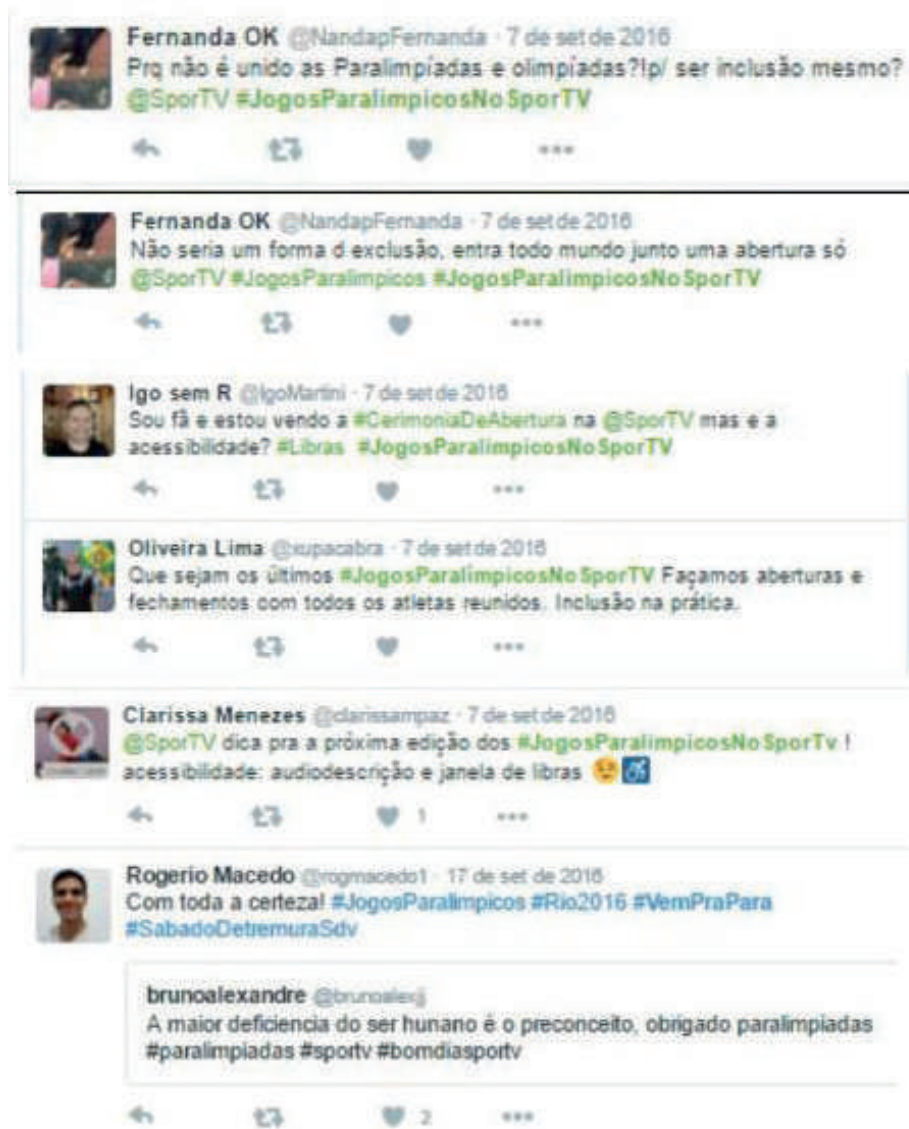 Fernanda OK @NandapFernanda · 7 de set de 2016
Prq não é unido as Paralimpíadas e olimpíadas?!p/ ser inclusão mesmo?
@SporTV #JogosParalimpicosNoSporTV
Fernanda OK @NandapFernanda · 7 de set de 2016
Não seria um forma d exclusão, entra todo mundo junto uma abertura só
@SporTV #JogosParalimpicos #JogosParalimpicosNoSporTV
Igo sem R @IgoMartini · 7 de set de 2016
Sou fã e estou vendo a #CerimoniaDeAbertura na @SporTV mas e a
acessibilidade? #Libras #JogosParalimpicosNoSporTV
Oliveira Lima @xupacabra · 7 de set de 2016
Que sejam os últimos #JogosParalimpicosNoSporTV Façamos aberturas e
fechamentos com todos os atletas reunidos. Inclusão na prática.
Clarissa Menezes @clarissampaz · 7 de set de 2016
@SporTV dica pra a próxima edição dos #JogosParalimpicosNoSporTv !
acessibilidade: audiodescrição e janela de libras 😉♿
1
Rogerio Macedo @rogmacedo1 · 17 de set de 2016
Com toda a certeza! #JogosParalimpicos #Rio2016 #VemPraPara
#SabadoDetremuraSdv
brunoalexandre @brunoalexjj
A maior deficiencia do ser hunano é o preconceito, obrigado paralimpiadas
#paralimpiadas #sportv #bomdiasportv
2